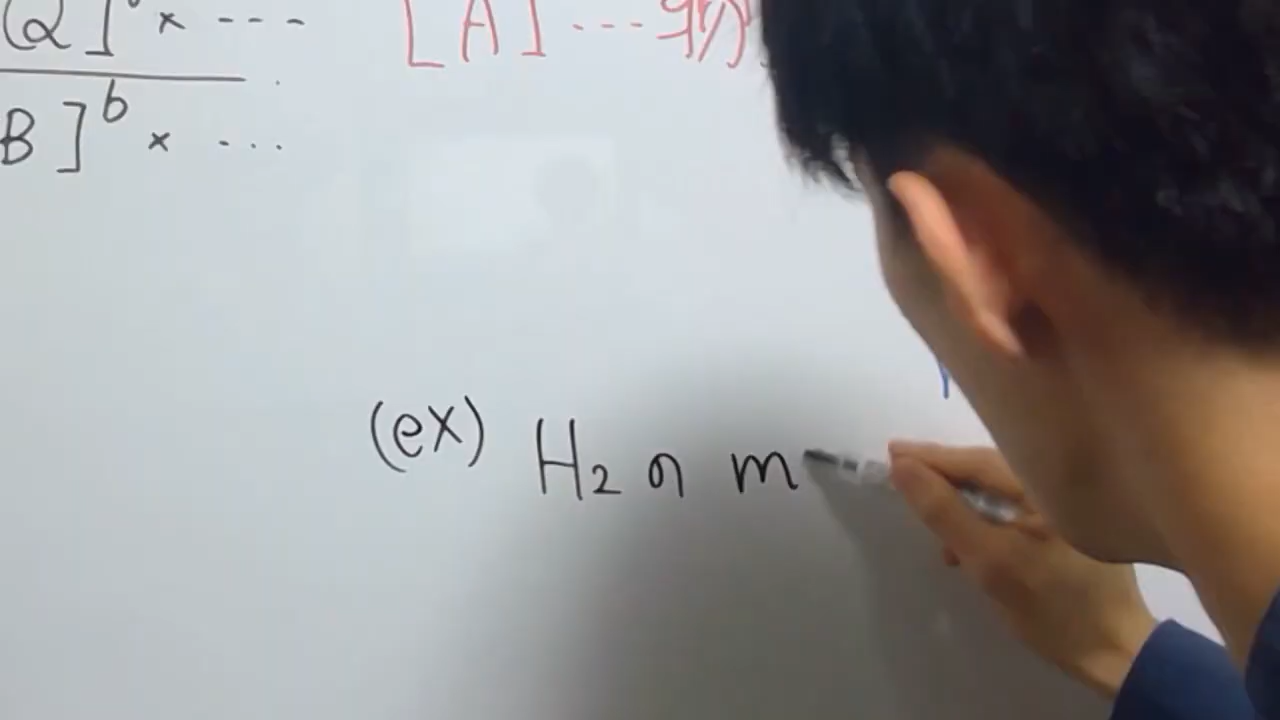 Q]ᵇ × --- [A] ...
B]ᵇ × ...
(ex) H₂ の m